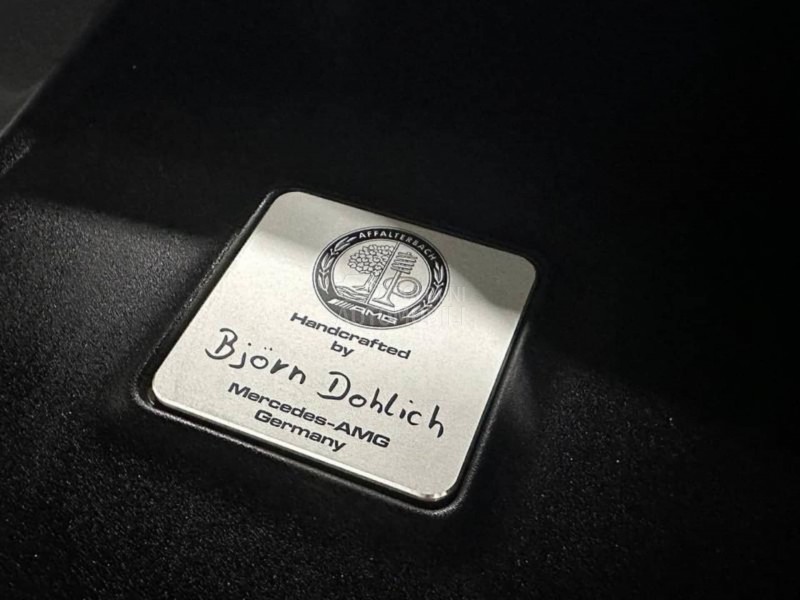 AFFALTERBACH
AMG
Handcrafted
by
Björn Dohlich
Mercedes-AMG
Germany